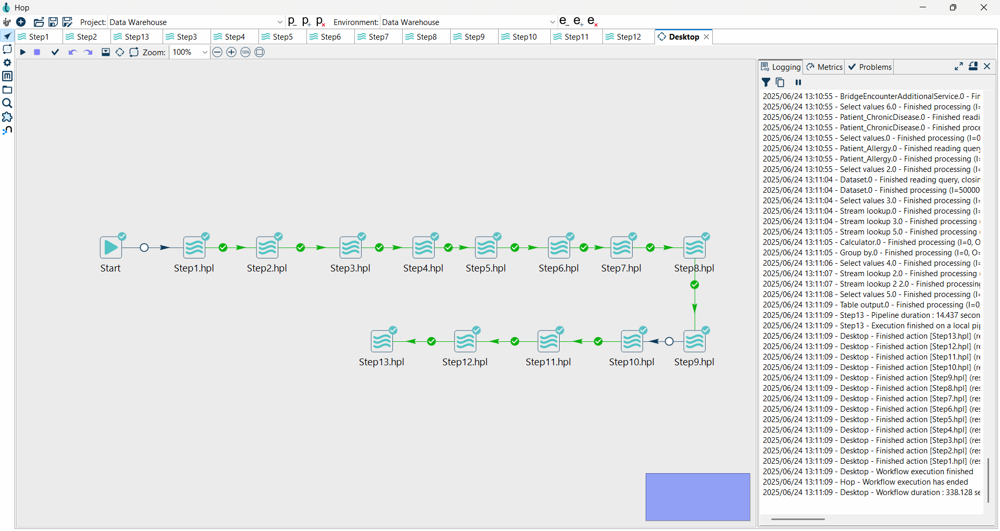 Hop
Project: Data Warehouse Environment: Data Warehouse
Step1 Step2 Step13 Step3 Step4 Step5 Step6 Step7 Step8 Step9 Step10 Step11 Step12 Desktop
Zoom: 100%
Logging Metrics Problems
Start Step1.hpl Step2.hpl Step3.hpl Step4.hpl Step5.hpl Step6.hpl Step7.hpl Step8.hpl
Step13.hpl Step12.hpl Step11.hpl Step10.hpl Step9.hpl
2025/06/24 13:10:55 - BridgeEncounterAdditionalService.0 - Fin
2025/06/24 13:10:55 - Select values 6.0 - Finished processing (I=
2025/06/24 13:10:55 - Patient_ChronicDisease.0 - Finished readi
2025/06/24 13:10:55 - Patient_ChronicDisease.0 - Finished proce
2025/06/24 13:10:55 - Select values.0 - Finished processing (I=0
2025/06/24 13:10:55 - Patient_Allergy.0 - Finished reading query
2025/06/24 13:10:55 - Patient_Allergy.0 - Finished processing (I=
2025/06/24 13:10:55 - Select values 2.0 - Finished processing (I=
2025/06/24 13:11:04 - Dataset.0 - Finished reading query, closin
2025/06/24 13:11:04 - Dataset.0 - Finished processing (I=50000
2025/06/24 13:11:04 - Select values 3.0 - Finished processing (I=
2025/06/24 13:11:04 - Stream lookup.0 - Finished processing (I=
2025/06/24 13:11:04 - Stream lookup 3.0 - Finished processing (
2025/06/24 13:11:05 - Stream lookup 5.0 - Finished processing (
2025/06/24 13:11:05 - Calculator.0 - Finished processing (I=0, O
2025/06/24 13:11:05 - Group by.0 - Finished processing (I=0, O=
2025/06/24 13:11:06 - Select values 4.0 - Finished processing (I=
2025/06/24 13:11:07 - Stream lookup 2.0 - Finished processing (
2025/06/24 13:11:07 - Stream lookup 2 2.0 - Finished processing
2025/06/24 13:11:08 - Select values 5.0 - Finished processing (I=
2025/06/24 13:11:09 - Table output.0 - Finished processing (I=0,
2025/06/24 13:11:09 - Step13 - Pipeline duration : 14.437 secon
2025/06/24 13:11:09 - Step13 - Execution finished on a local pi
2025/06/24 13:11:09 - Desktop - Finished action [Step13.hpl] (re
2025/06/24 13:11:09 - Desktop - Finished action [Step12.hpl] (re
2025/06/24 13:11:09 - Desktop - Finished action [Step11.hpl] (re
2025/06/24 13:11:09 - Desktop - Finished action [Step10.hpl] (re
2025/06/24 13:11:09 - Desktop - Finished action [Step9.hpl] (res
2025/06/24 13:11:09 - Desktop - Finished action [Step8.hpl] (res
2025/06/24 13:11:09 - Desktop - Finished action [Step7.hpl] (res
2025/06/24 13:11:09 - Desktop - Finished action [Step6.hpl] (res
2025/06/24 13:11:09 - Desktop - Finished action [Step5.hpl] (res
2025/06/24 13:11:09 - Desktop - Finished action [Step4.hpl] (res
2025/06/24 13:11:09 - Desktop - Finished action [Step3.hpl] (res
2025/06/24 13:11:09 - Desktop - Finished action [Step2.hpl] (res
2025/06/24 13:11:09 - Desktop - Finished action [Step1.hpl] (res
2025/06/24 13:11:09 - Desktop - Workflow execution finished
2025/06/24 13:11:09 - Hop - Workflow execution has ended
2025/06/24 13:11:09 - Desktop - Workflow duration : 338.128 se